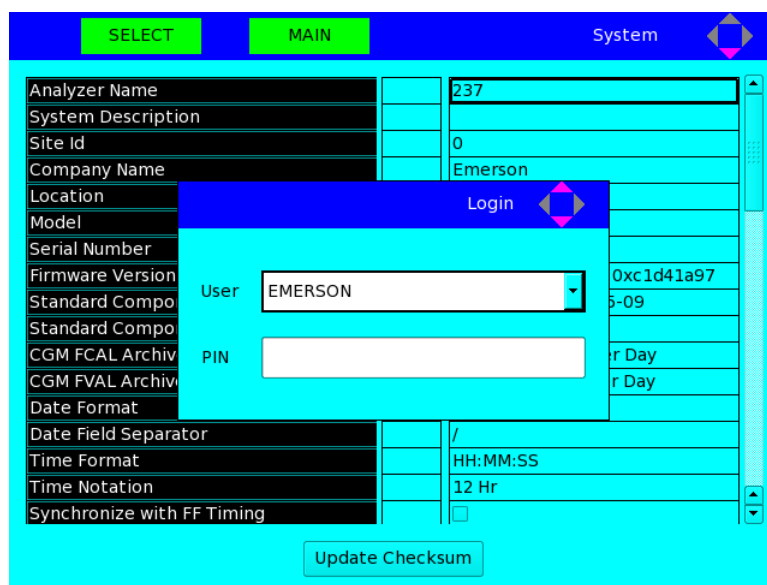 SELECT MAIN System
Analyzer Name 237
System Description
Site Id 0
Company Name Emerson
Location
Login
Model
Serial Number
Firmware Version 0xc1d41a97
User EMERSON
Standard Compo 5-09
Standard Compo
CGM FCAL Archiv r Day
PIN
CGM FVAL Archiv r Day
Date Format
Date Field Separator /
Time Format HH:MM:SS
Time Notation 12 Hr
Synchronize with FF Timing
Update Checksum